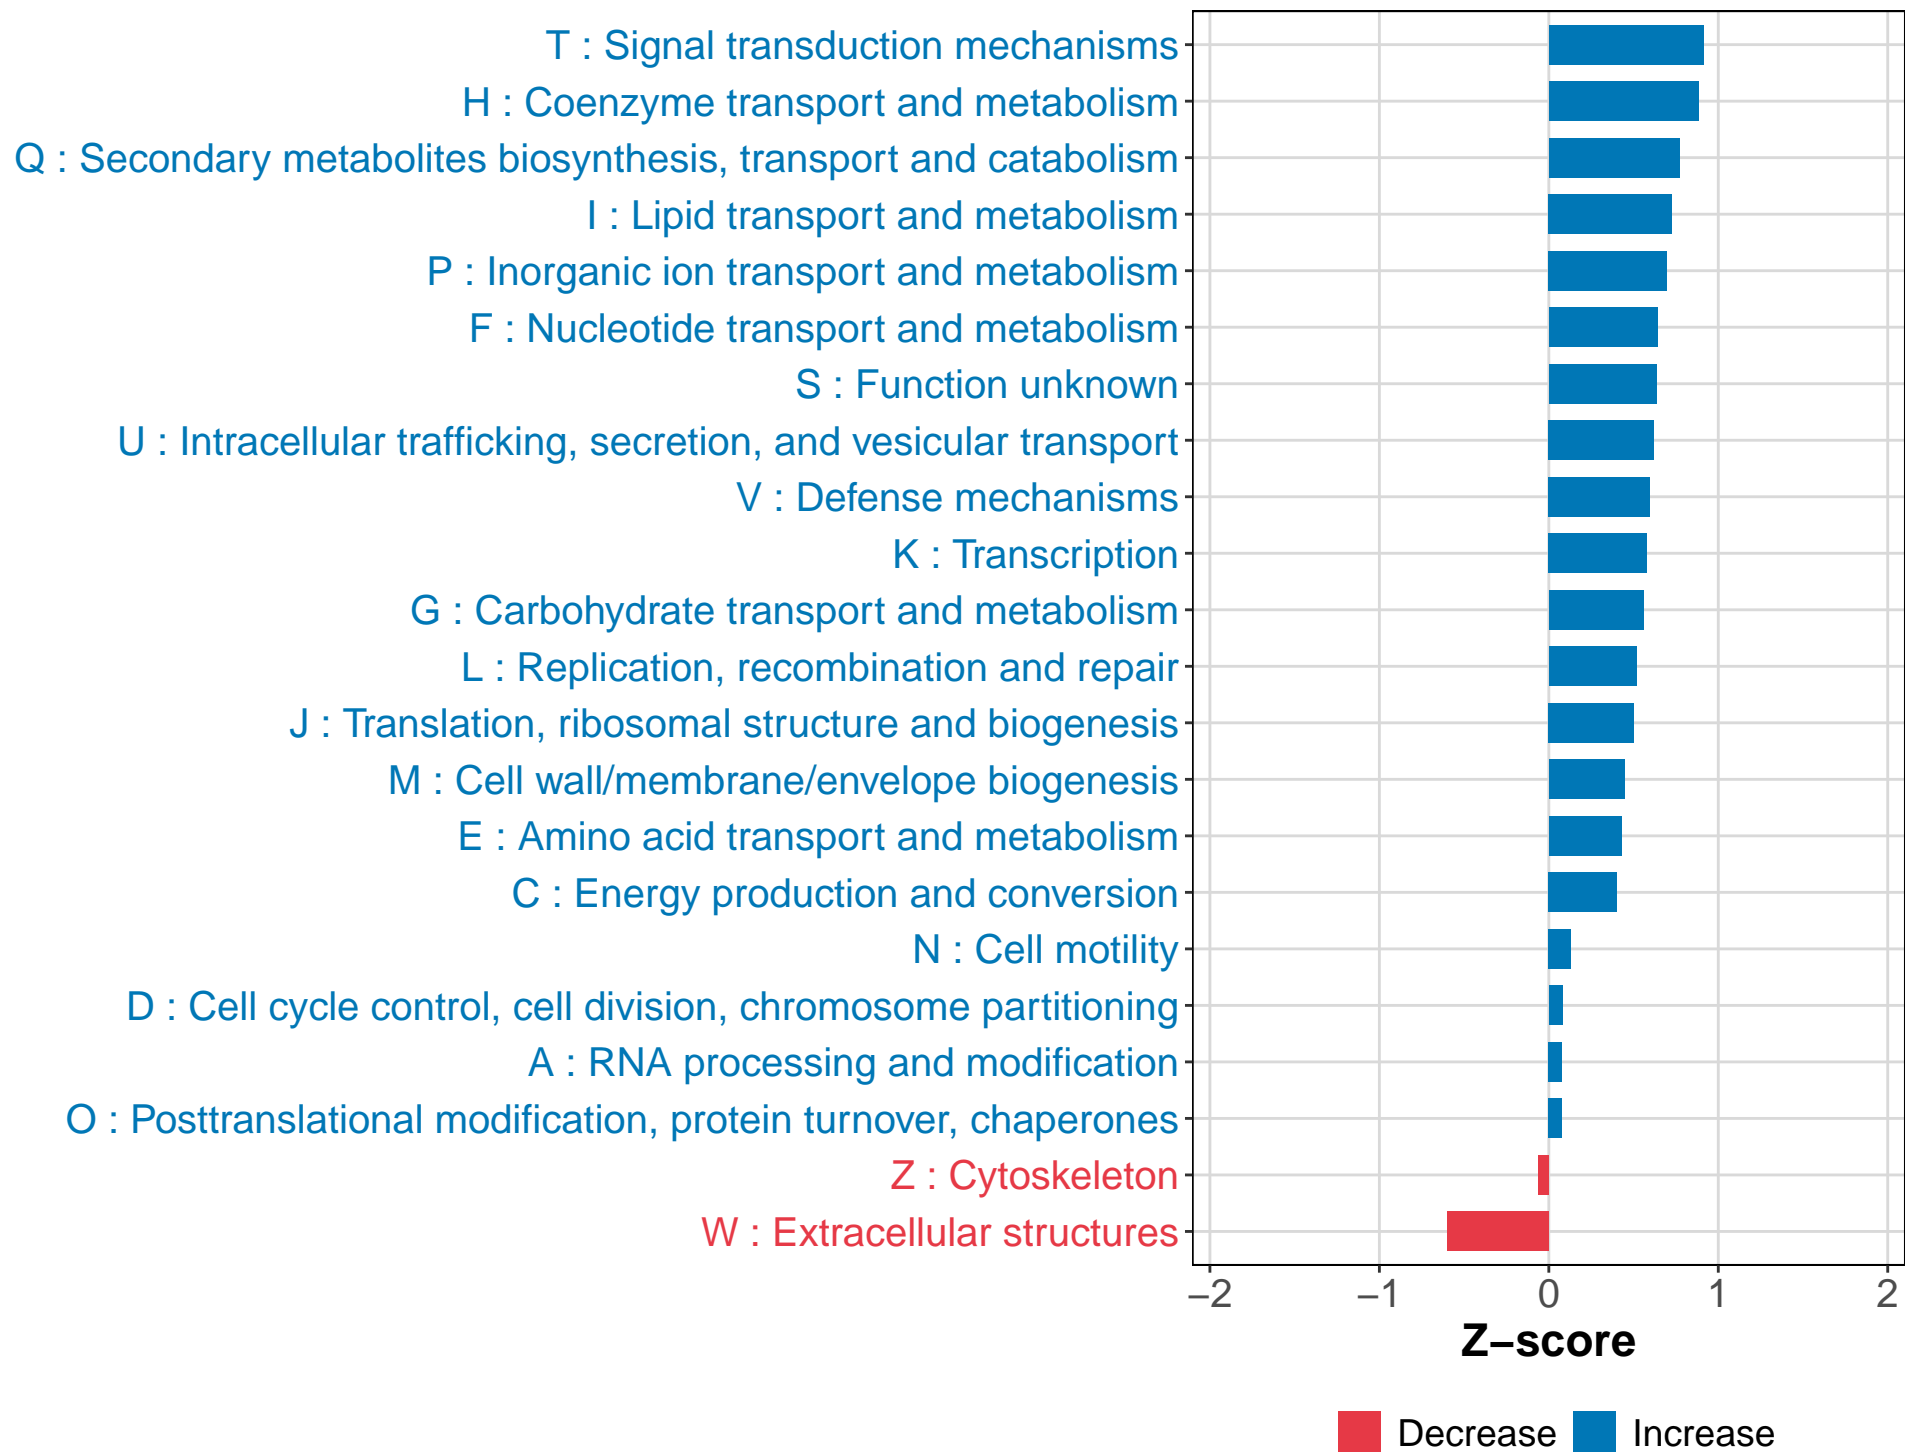 T : Signal transduction mechanisms
H : Coenzyme transport and metabolism
Q : Secondary metabolites biosynthesis, transport and catabolism
I : Lipid transport and metabolism
P : Inorganic ion transport and metabolism
F : Nucleotide transport and metabolism
S : Function unknown
U : Intracellular trafficking, secretion, and vesicular transport
V : Defense mechanisms
K : Transcription
G : Carbohydrate transport and metabolism
L : Replication, recombination and repair
J : Translation, ribosomal structure and biogenesis
M : Cell wall/membrane/envelope biogenesis
E : Amino acid transport and metabolism
C : Energy production and conversion
N : Cell motility
D : Cell cycle control, cell division, chromosome partitioning
A : RNA processing and modification
O : Posttranslational modification, protein turnover, chaperones
Z : Cytoskeleton
W : Extracellular structures
−2 −1 0 1 2
Z−score
Decrease Increase